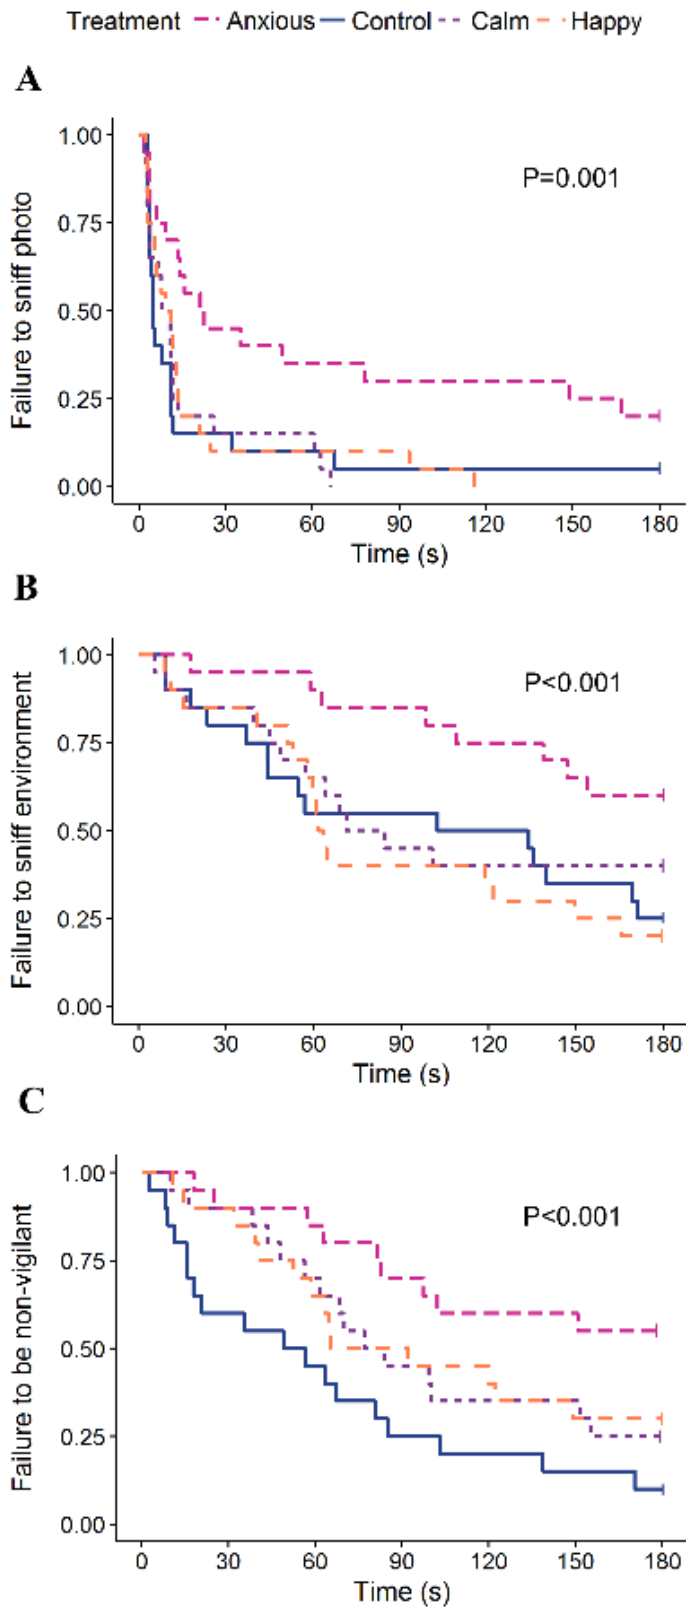 Treatment Anxious Control Calm Happy
A
Failure to sniff photo
1.00
0.75
0.50
0.25
0.00
P=0.001
0 30 60 90 120 150 180
Time (s)
B
Failure to sniff environment
1.00
0.75
0.50
0.25
0.00
P<0.001
0 30 60 90 120 150 180
Time (s)
C
Failure to be non-vigilant
1.00
0.75
0.50
0.25
0.00
P<0.001
0 30 60 90 120 150 180
Time (s)